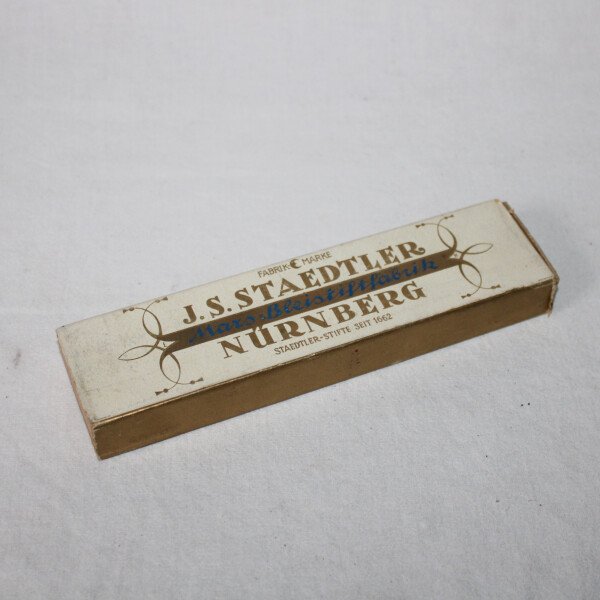 FABRIK-MARKE
J.S. STAEDTLER
Mars-Bleistiftfabrik
NÜRNBERG
STAEDTLER-STIFTE SEIT 1662